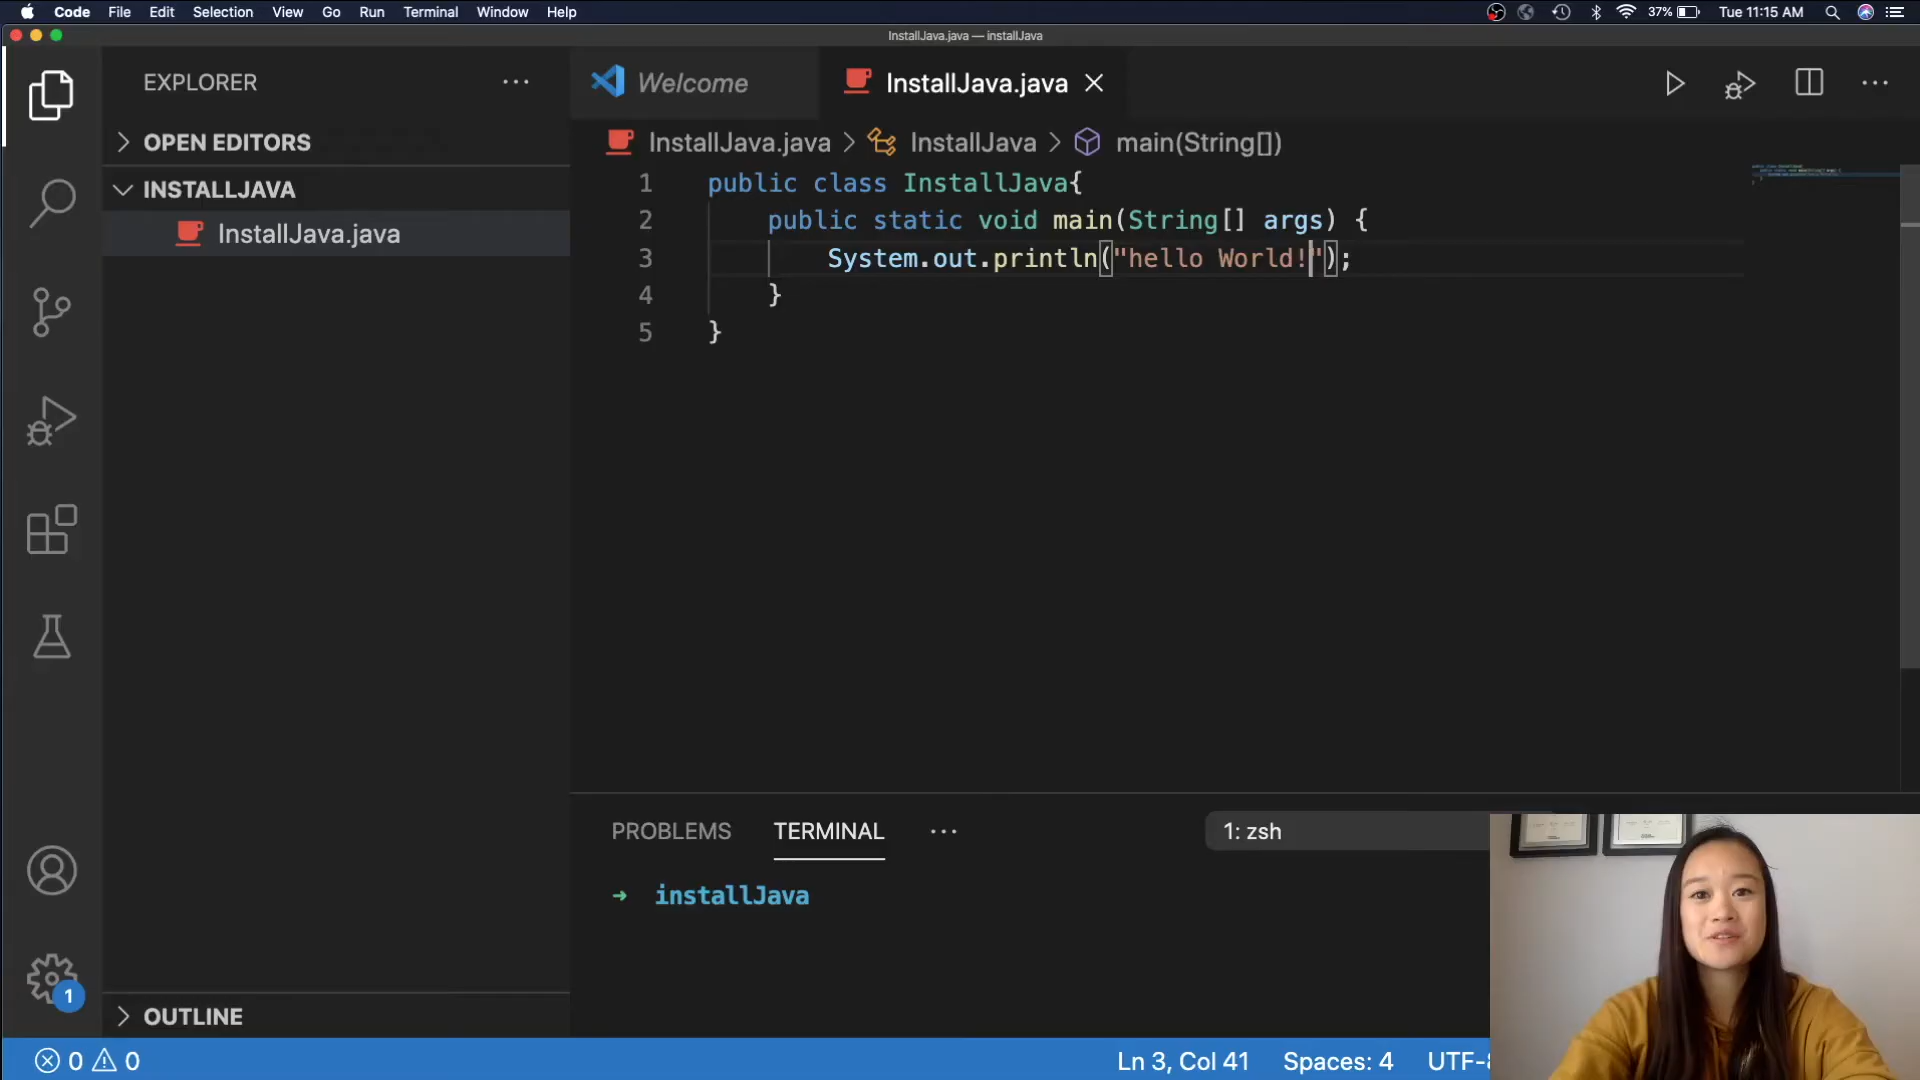 Code File Edit Selection View Go Run Terminal Window Help 37% Tue 11:15 AM
InstallJava.java — installJava
EXPLORER
Welcome InstallJava.java
OPEN EDITORS
InstallJava.java InstallJava main(String[])
INSTALLJAVA
InstallJava.java
1 public class InstallJava{
2 public static void main(String[] args) {
3 System.out.println("hello World!");
4 }
5 }
PROBLEMS TERMINAL 1: zsh
→ installJava
1
OUTLINE
0 0 Ln 3, Col 41 Spaces: 4 UTF-8